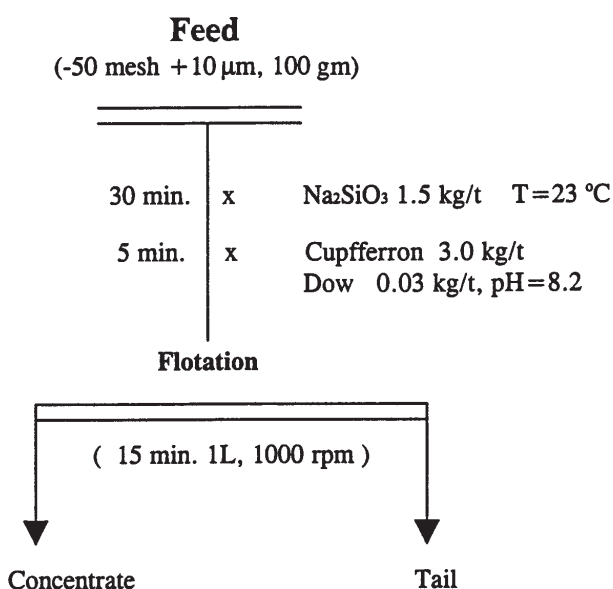 Feed
(-50 mesh +10 μm, 100 gm)
30 min. x Na₂SiO₃ 1.5 kg/t T=23 °C
5 min. x Cupfferron 3.0 kg/t
Dow 0.03 kg/t, pH=8.2
Flotation
( 15 min. 1L, 1000 rpm )
Concentrate Tail